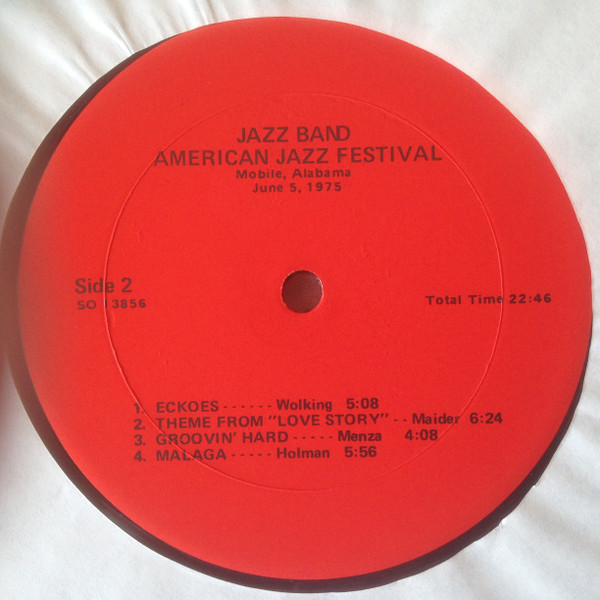 JAZZ BAND
AMERICAN JAZZ FESTIVAL
Mobile, Alabama
June 5, 1975
Side 2
SO 13856
Total Time 22:46
1. ECKOES - - - - - - Wolking 5:08
2. THEME FROM "LOVE STORY" - - Maider 6:24
3. GROOVIN' HARD - - - - - Menza 4:08
4. MALAGA - - - - - Holman 5:56